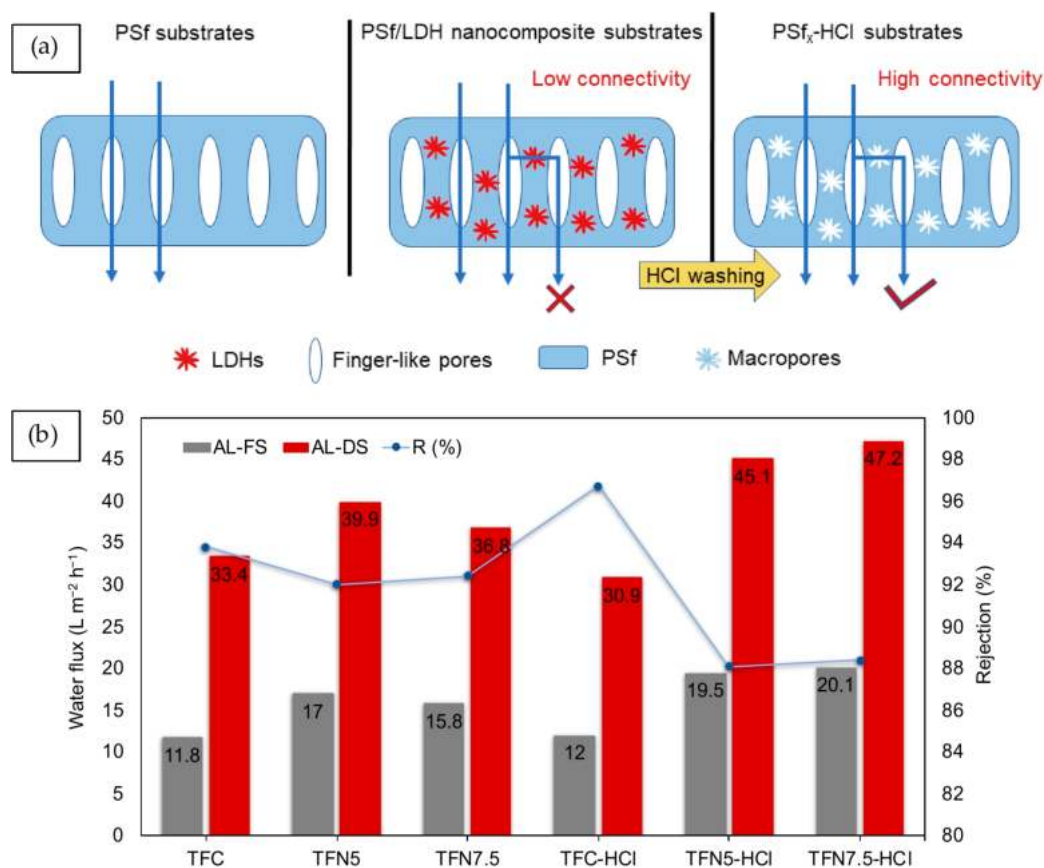 (a)
PSf substrates
PSf/LDH nanocomposite substrates
PSfx-HCl substrates
Low connectivity
High connectivity
HCl washing
LDHs
Finger-like pores
PSf
Macropores
(b)
AL-FS
AL-DS
R (%)
Water flux (L m⁻² h⁻¹)
50
45
40
35
30
25
20
15
10
5
0
11.8
33.4
17
39.9
15.8
36.8
12
30.9
19.5
45.1
20.1
47.2
100
98
96
94
92
90
88
86
84
82
80
Rejection (%)
TFC
TFN5
TFN7.5
TFC-HCl
TFN5-HCl
TFN7.5-HCl